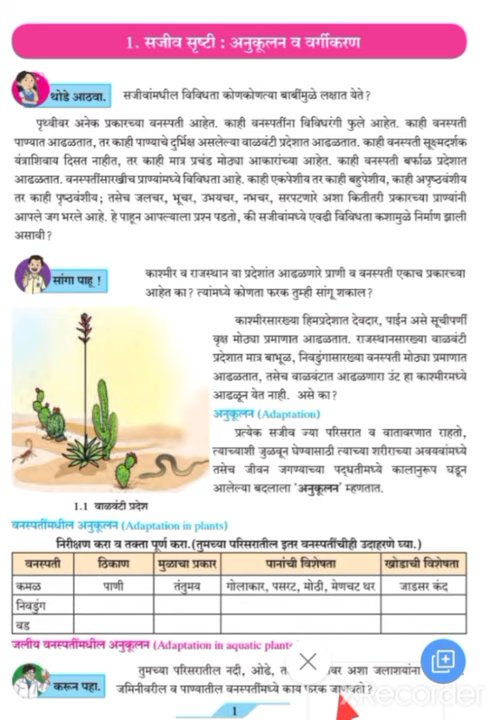 1. सजीव सृष्टी : अनुकूलन व वर्गीकरण
थोडे आठवा.
सजीवांमधील विविधता कोणकोणत्या बाबींमुळे लक्षात येते ?
पृथ्वीवर अनेक प्रकारच्या वनस्पती आहेत. काही वनस्पतींना विविधरंगी फुले आहेत. काही वनस्पती
पाण्यात आढळतात, तर काही पाण्याचे दुर्भिक्ष असलेल्या वाळवंटी प्रदेशात आढळतात. काही वनस्पती सूक्ष्मदर्शक
यंत्राशिवाय दिसत नाहीत, तर काही मात्र प्रचंड मोठ्या आकारांच्या आहेत. काही वनस्पती बर्फाळ प्रदेशात
आढळतात. वनस्पतींसारखीच प्राण्यांमध्ये विविधता आहे. काही एकपेशीय तर काही बहुपेशीय, काही अपृष्ठवंशीय
तर काही पृष्ठवंशीय; तसेच जलचर, भूचर, उभयचर, नभचर, सरपटणारे अशा कितीतरी प्रकारच्या प्राण्यांनी
आपले जग भरले आहे. हे पाहून आपल्याला प्रश्न पडतो, की सजीवांमध्ये एवढी विविधता कशामुळे निर्माण झाली
असावी ?
सांगा पाहू !
काश्मीर व राजस्थान या प्रदेशांत आढळणारे प्राणी व वनस्पती एकाच प्रकारच्या
आहेत का ? त्यांमध्ये कोणता फरक तुम्ही सांगू शकाल ?
काश्मीरसारख्या हिमप्रदेशात देवदार, पाईन असे सूचीपर्णी
वृक्ष मोठ्या प्रमाणात आढळतात. राजस्थानसारख्या वाळवंटी
प्रदेशात मात्र बाभूळ, निवडुंगासारख्या वनस्पती मोठ्या प्रमाणात
आढळतात, तसेच वाळवंटात आढळणारा उंट हा काश्मीरमध्ये
आढळून येत नाही. असे का ?
अनुकूलन (Adaptation)
प्रत्येक सजीव ज्या परिसरात व वातावरणात राहतो,
त्याच्याशी जुळवून घेण्यासाठी त्याच्या शरीराच्या अवयवांमध्ये
तसेच जीवन जगण्याच्या पद्धतीमध्ये कालानुरूप घडून
आलेल्या बदलाला 'अनुकूलन' म्हणतात.
1.1 वाळवंटी प्रदेश
वनस्पतींमधील अनुकूलन (Adaptation in plants)
निरीक्षण करा व तक्ता पूर्ण करा.(तुमच्या परिसरातील इतर वनस्पतींचीही उदाहरणे घ्या.)
वनस्पती ठिकाण मुळाचा प्रकार पानांची विशेषता खोडाची विशेषता
कमळ पाणी तंतुमय गोलाकार, पसरट, मोठी, मेणचट थर जाडसर कंद
निवडुंग
वड
जलीय वनस्पतींमधील अनुकूलन (Adaptation in aquatic plants
करून पहा.
तुमच्या परिसरातील नदी, ओढे, अशा जलाशयांना
जमिनीवरील व पाण्यातील वनस्पतींमध्ये काय फरक जाणवतो ?
XRecorder
1